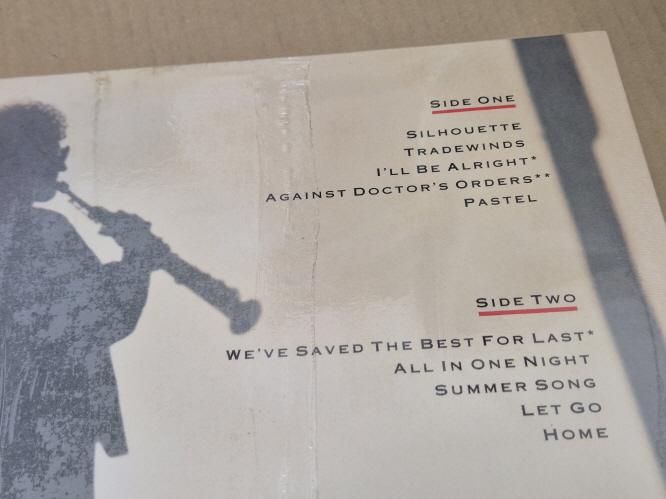 SIDE ONE
SILHOUETTE
TRADEWINDS
I'LL BE ALRIGHT*
AGAINST DOCTOR'S ORDERS**
PASTEL
SIDE TWO
WE'VE SAVED THE BEST FOR LAST*
ALL IN ONE NIGHT
SUMMER SONG
LET GO
HOME